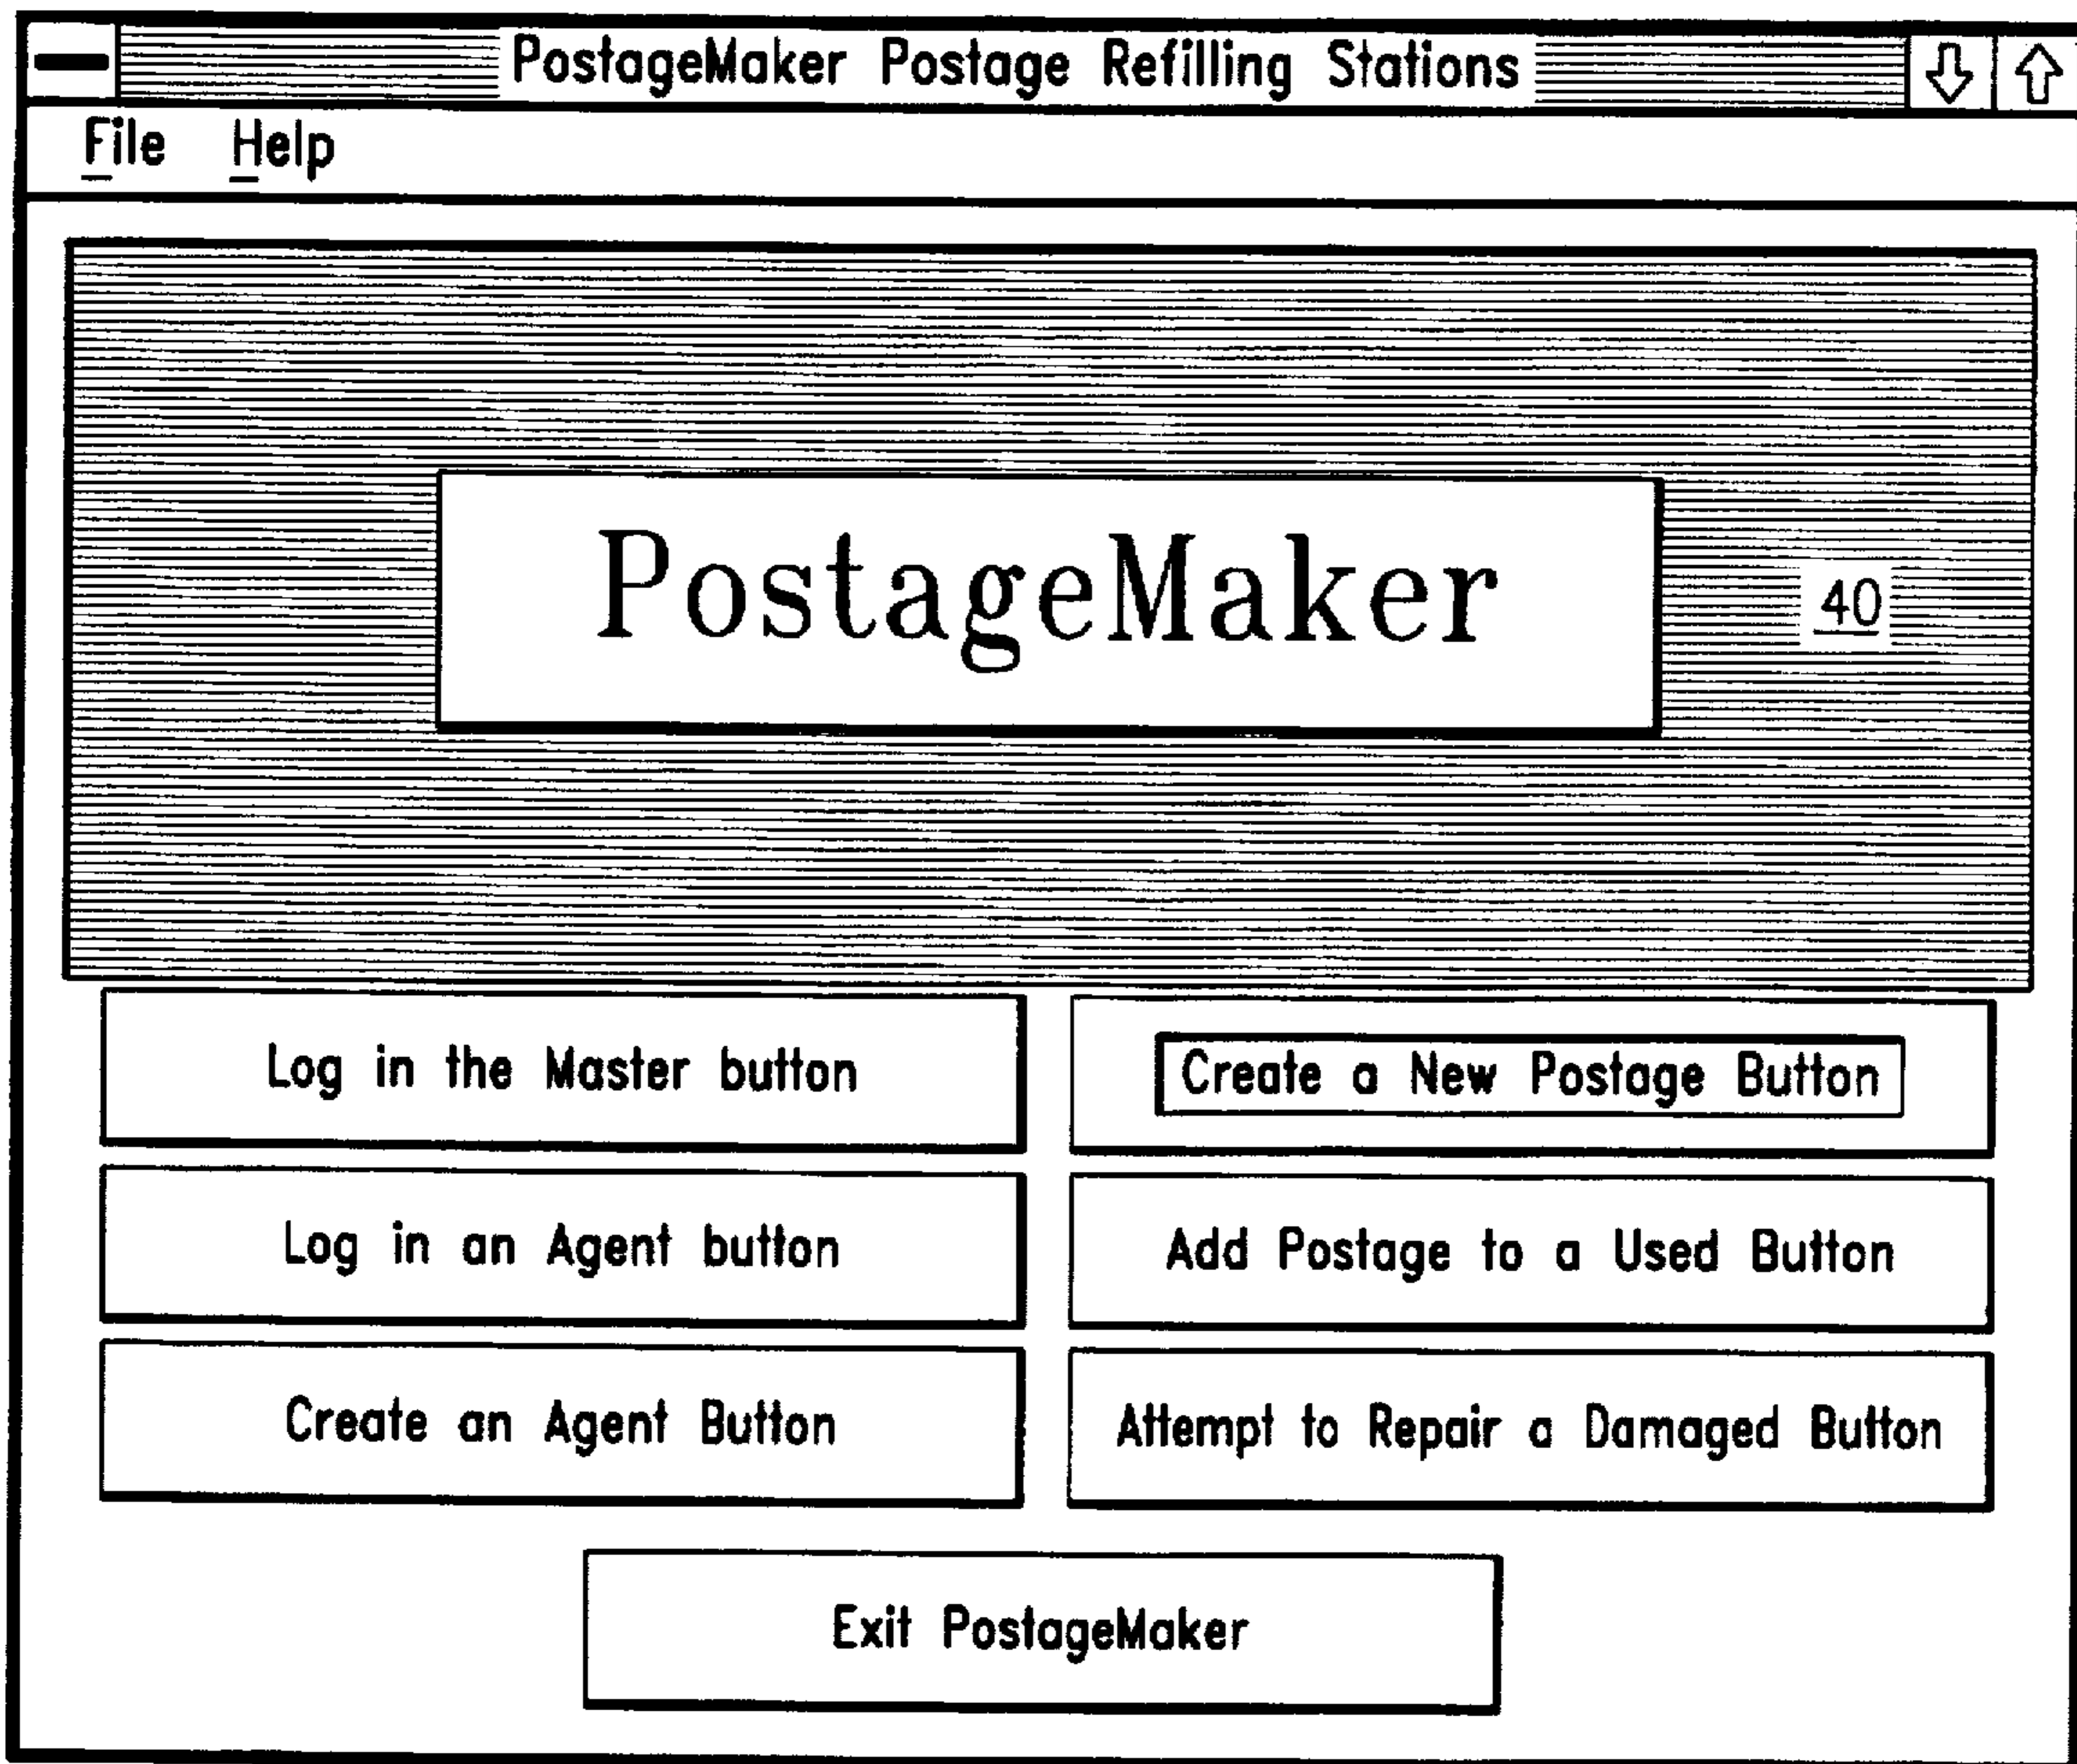 PostageMaker Postage Refilling Stations
File Help
PostageMaker
40
Log in the Master button
Create a New Postage Button
Log in an Agent button
Add Postage to a Used Button
Create an Agent Button
Attempt to Repair a Damaged Button
Exit PostageMaker